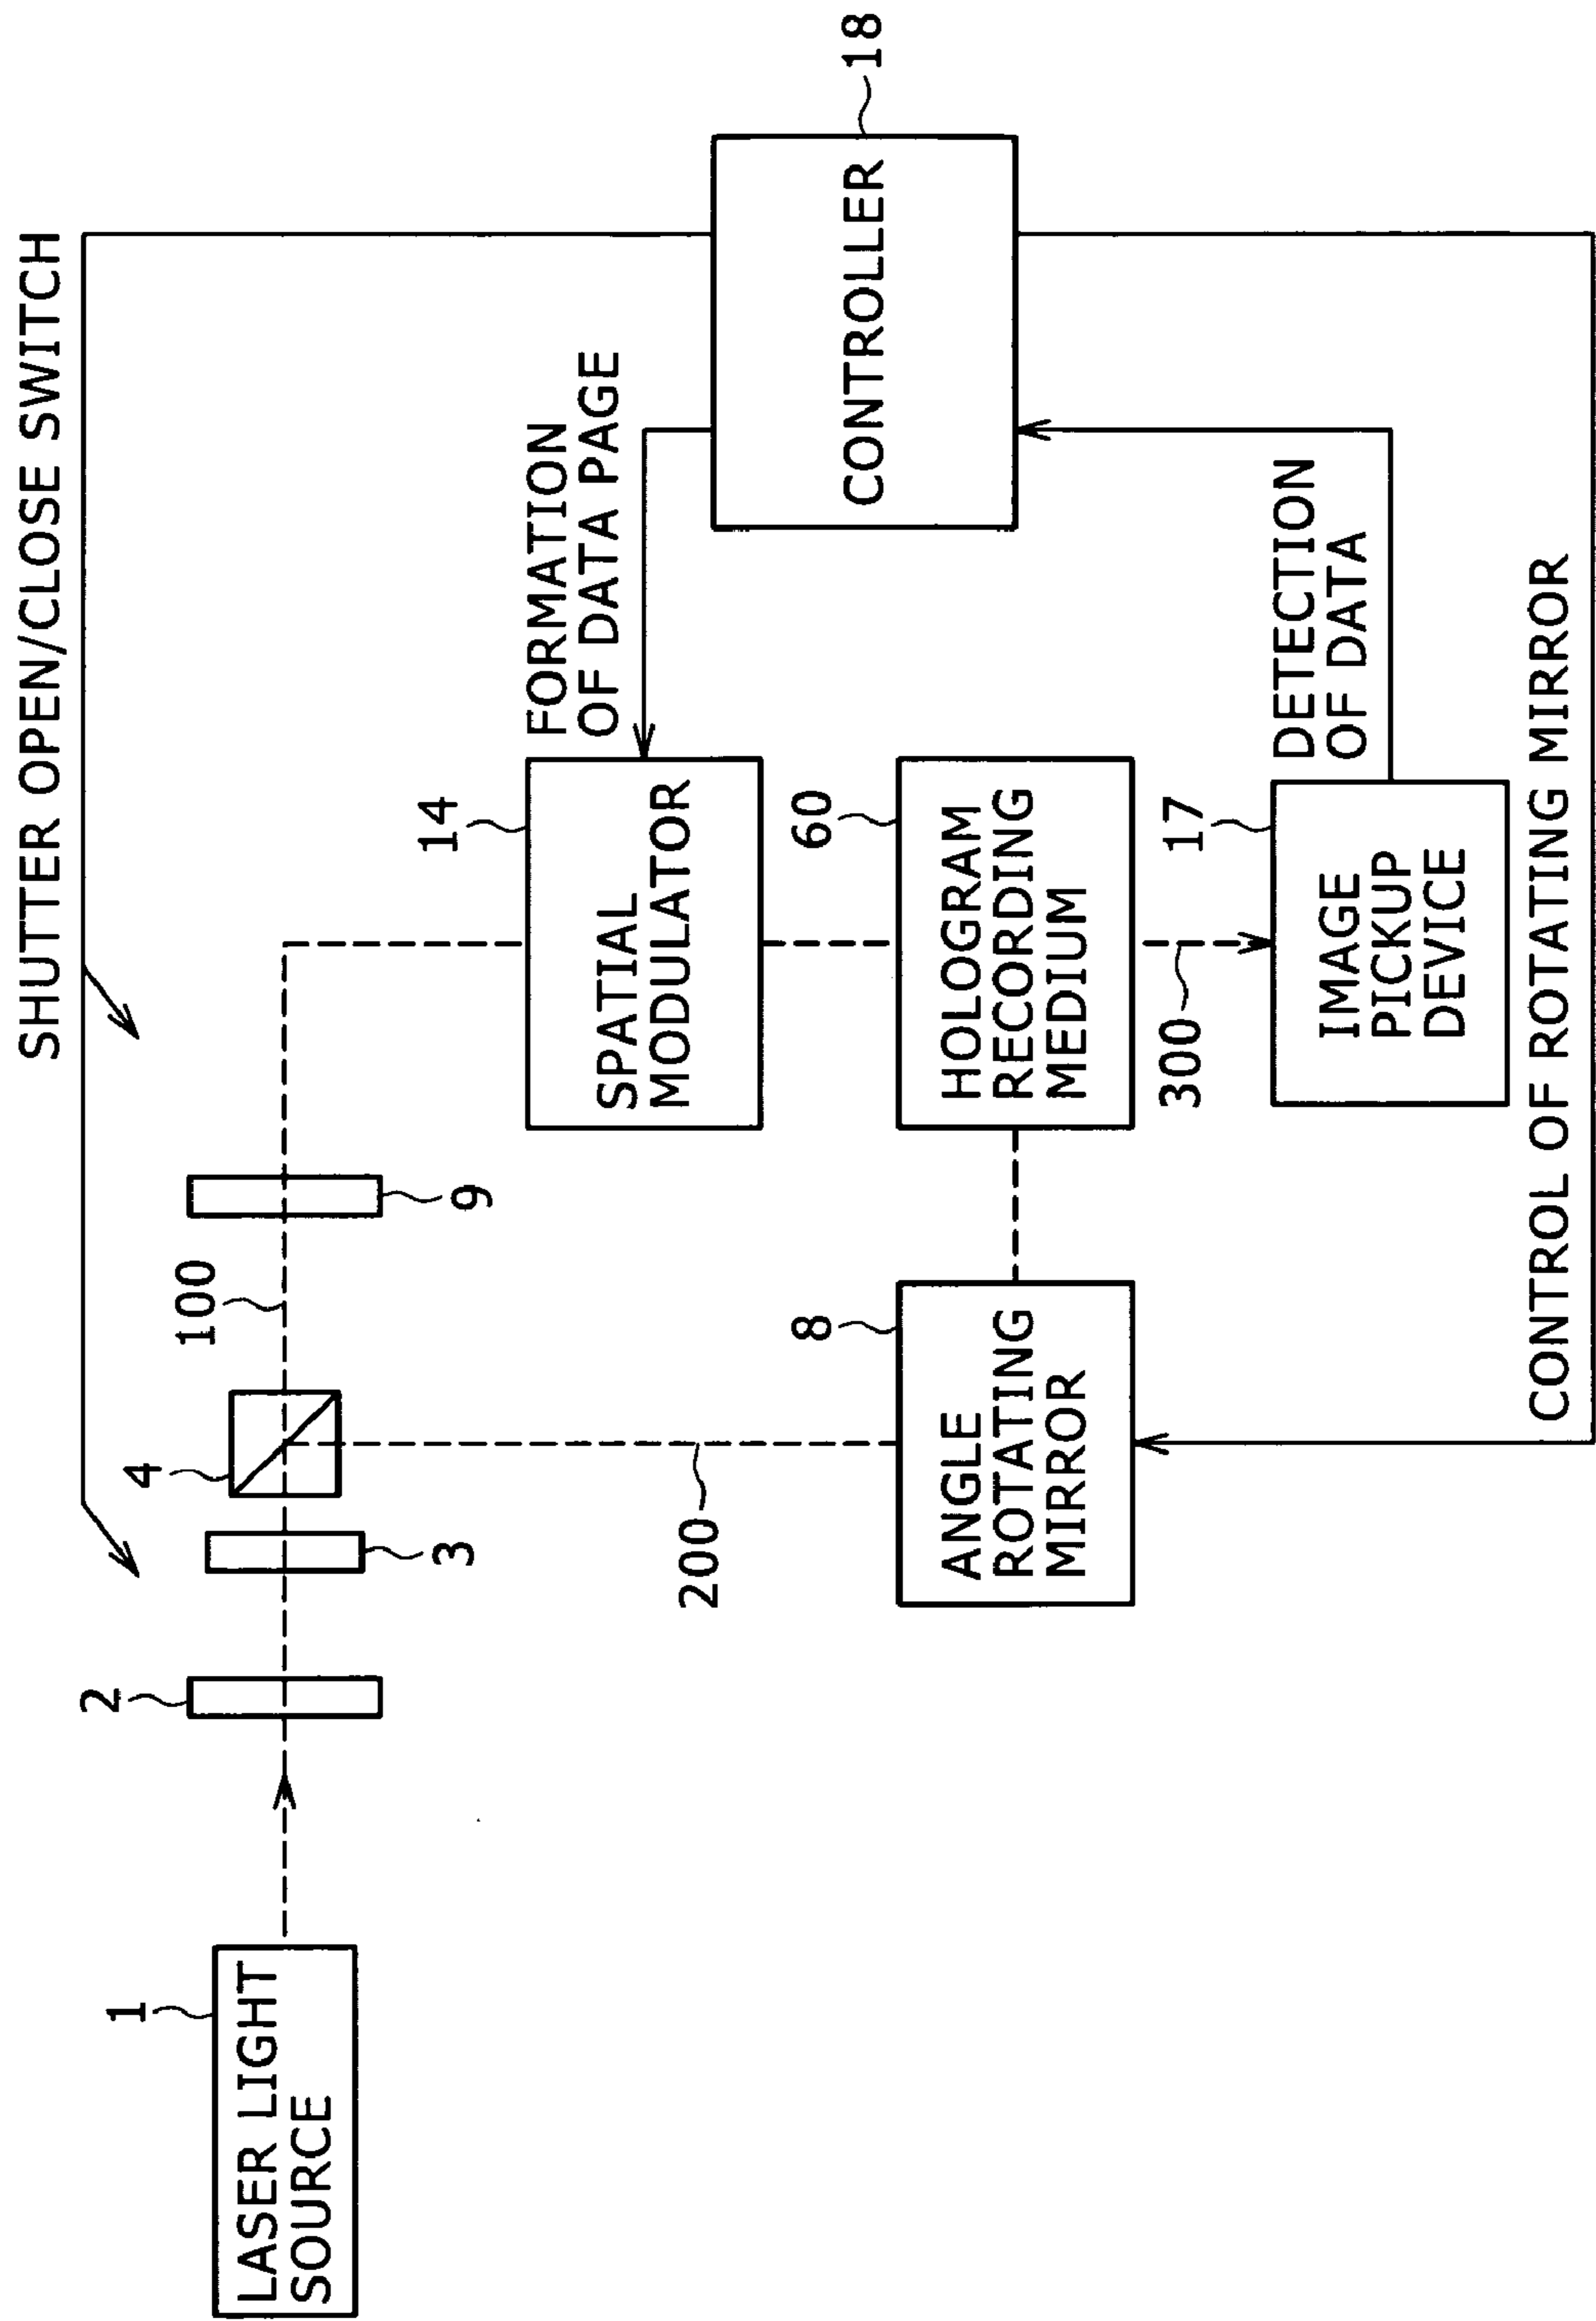 SHUTTER OPEN/CLOSE SWITCH
1
LASER LIGHT
SOURCE
2
3
4
100
9
200
14
SPATIAL
MODULATOR
FORMATION
OF DATA PAGE
18
CONTROLLER
8
ANGLE
ROTATING
MIRROR
60
HOLOGRAM
RECORDING
MEDIUM
300
17
IMAGE
PICKUP
DEVICE
DETECTION
OF DATA
CONTROL OF ROTATING MIRROR